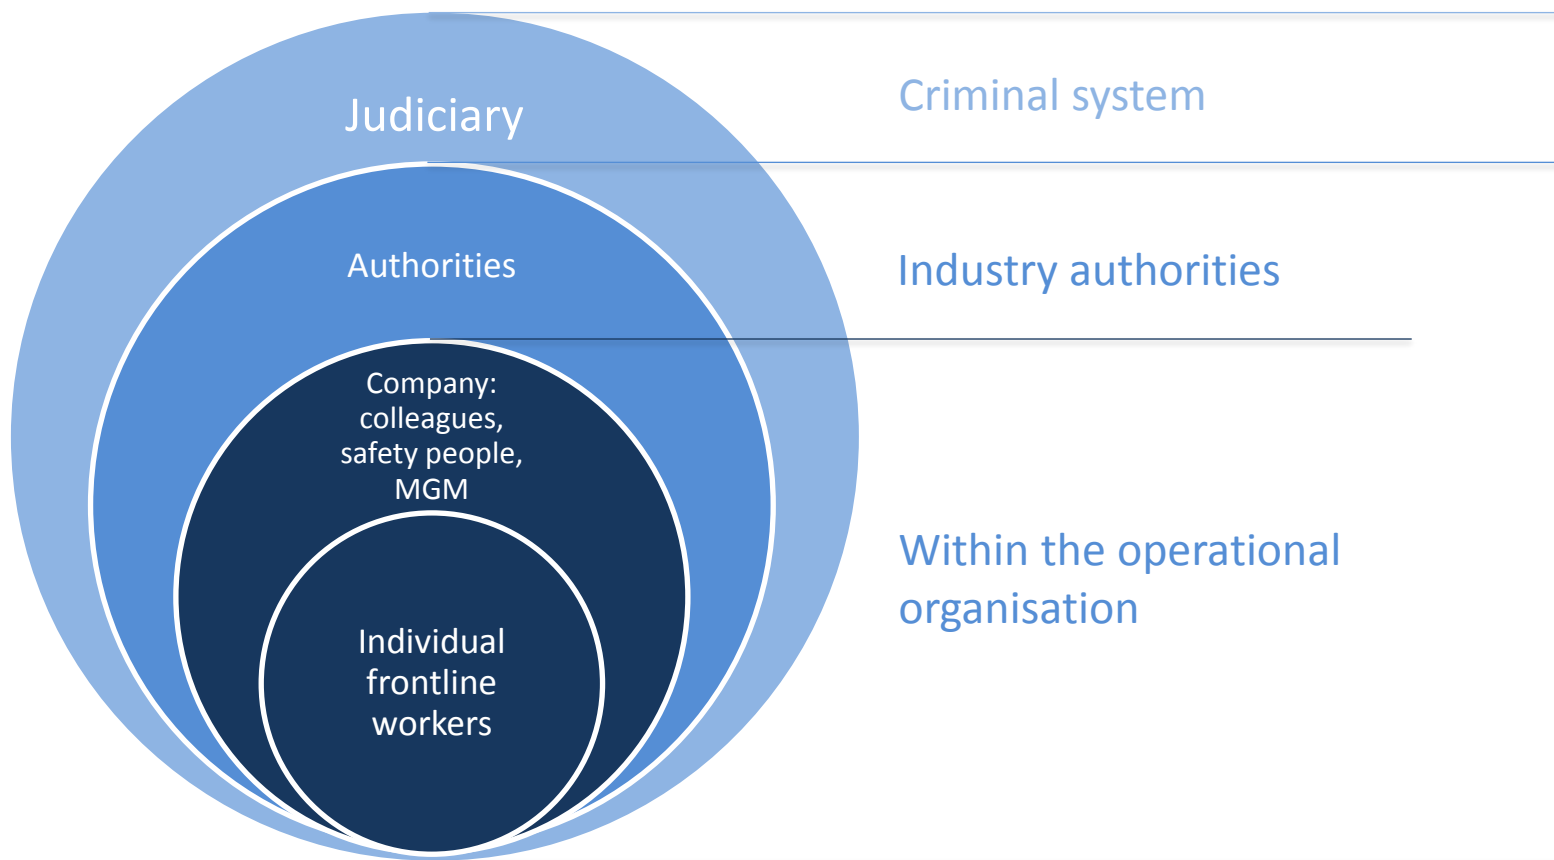 Judiciary
Criminal system
Authorities
Industry authorities
Company:
colleagues,
safety people,
MGM
Within the operational
organisation
Individual
frontline
workers